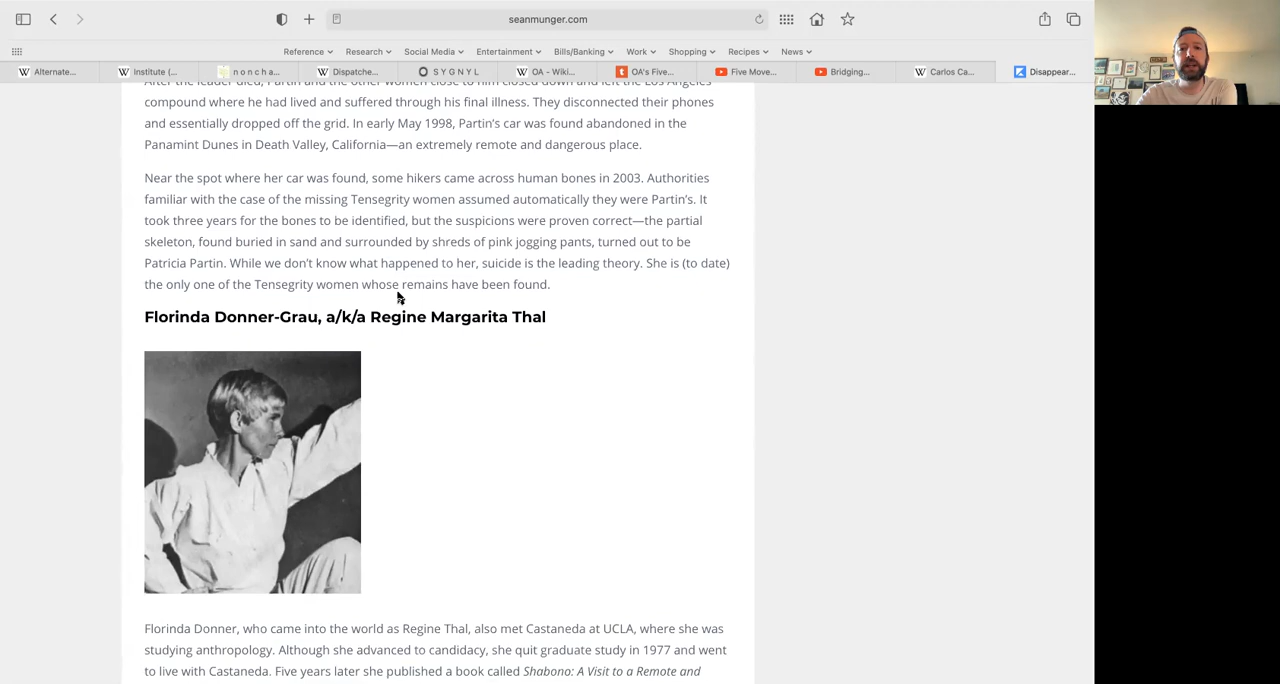 seanmunger.com
Reference Research Social Media Entertainment Bills/Banking Work Shopping Recipes News
Alternate... Institute (... n o n c h a... Dispatche... S Y G N Y L OA - Wiki... OA's Five... Five Move... Bridging... Carlos Ca... Disappear...
compound where he had lived and suffered through his final illness. They disconnected their phones
and essentially dropped off the grid. In early May 1998, Partin's car was found abandoned in the
Panamint Dunes in Death Valley, California—an extremely remote and dangerous place.
Near the spot where her car was found, some hikers came across human bones in 2003. Authorities
familiar with the case of the missing Tensegrity women assumed automatically they were Partin's. It
took three years for the bones to be identified, but the suspicions were proven correct—the partial
skeleton, found buried in sand and surrounded by shreds of pink jogging pants, turned out to be
Patricia Partin. While we don't know what happened to her, suicide is the leading theory. She is (to date)
the only one of the Tensegrity women whose remains have been found.
Florinda Donner-Grau, a/k/a Regine Margarita Thal
Florinda Donner, who came into the world as Regine Thal, also met Castaneda at UCLA, where she was
studying anthropology. Although she advanced to candidacy, she quit graduate study in 1977 and went
to live with Castaneda. Five years later she published a book called Shabono: A Visit to a Remote and